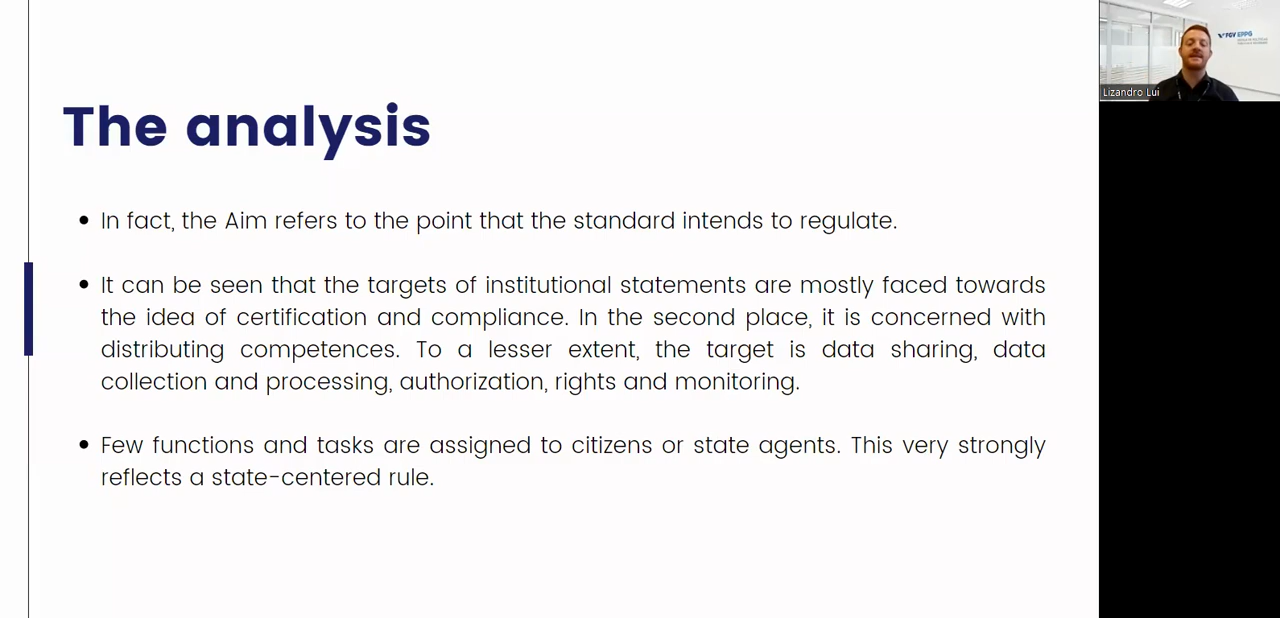 The analysis
• In fact, the Aim refers to the point that the standard intends to regulate.
• It can be seen that the targets of institutional statements are mostly faced towards
the idea of certification and compliance. In the second place, it is concerned with
distributing competences. To a lesser extent, the target is data sharing, data
collection and processing, authorization, rights and monitoring.
• Few functions and tasks are assigned to citizens or state agents. This very strongly
reflects a state-centered rule.
FGV EPPG
Lizandro Lui